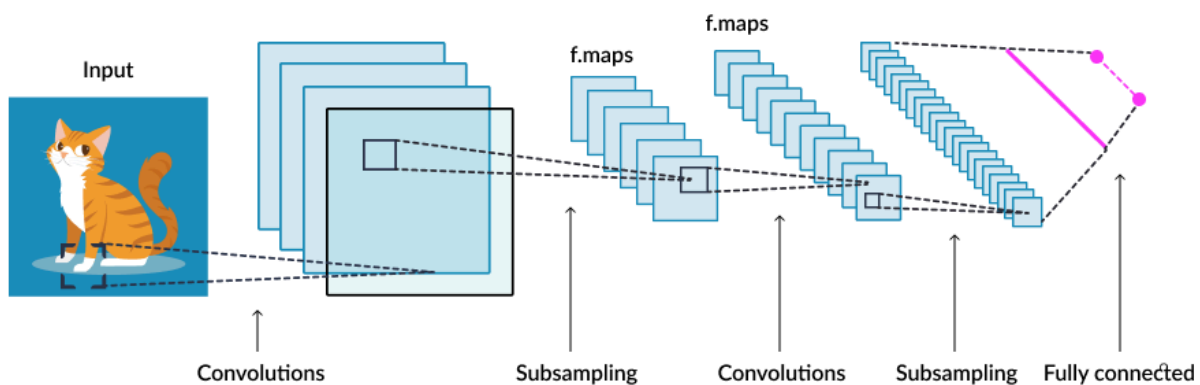 Input
f.maps
f.maps
Convolutions
Subsampling
Convolutions
Subsampling
Fully connected